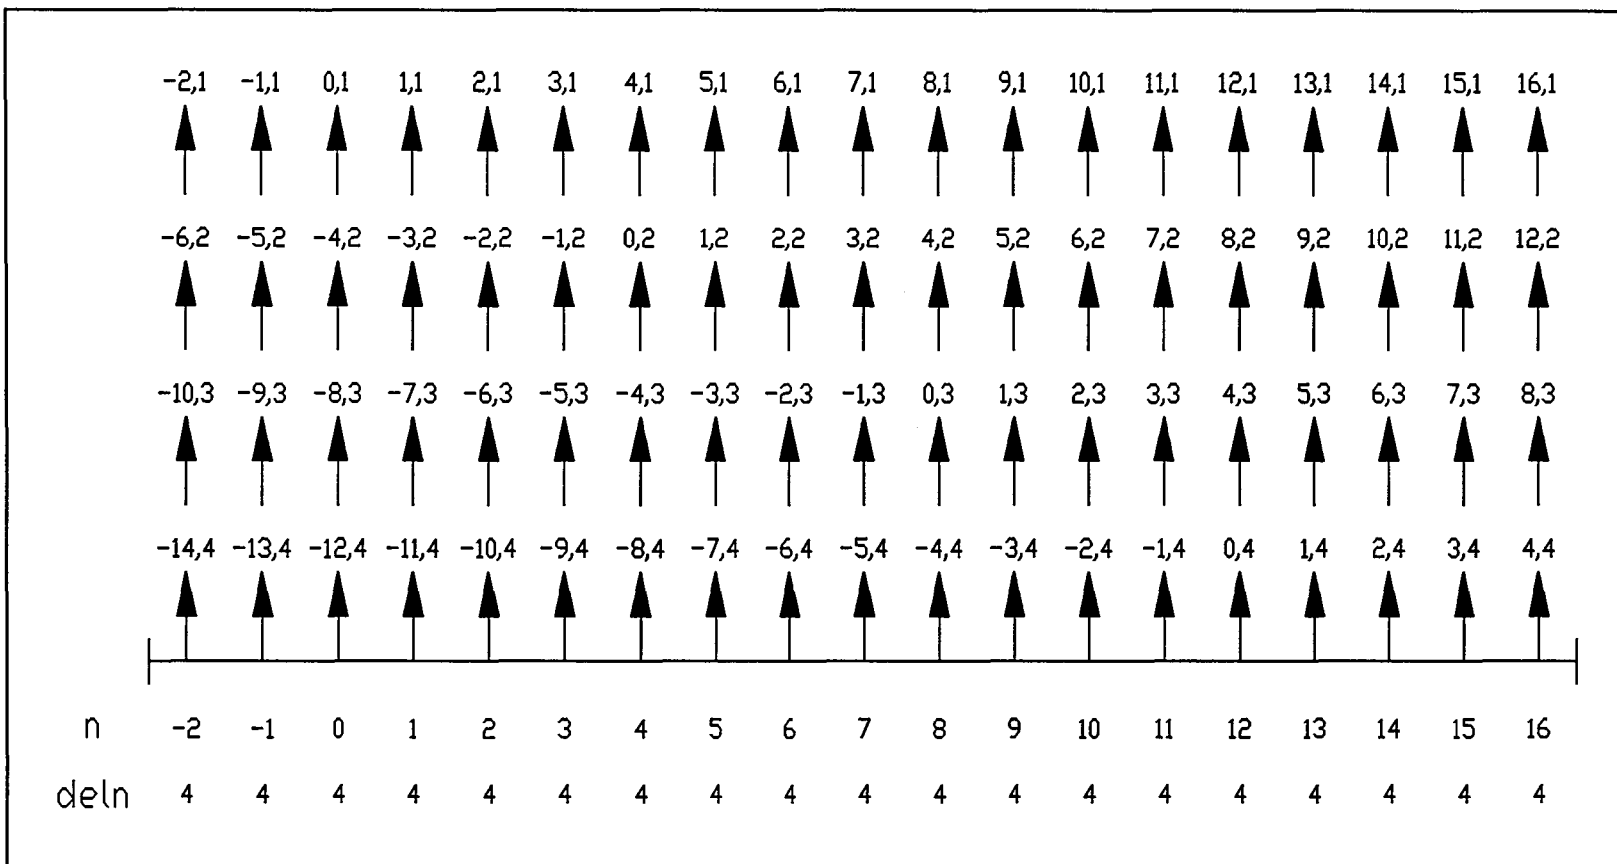 -2,1 -1,1 0,1 1,1 2,1 3,1 4,1 5,1 6,1 7,1 8,1 9,1 10,1 11,1 12,1 13,1 14,1 15,1 16,1
-6,2 -5,2 -4,2 -3,2 -2,2 -1,2 0,2 1,2 2,2 3,2 4,2 5,2 6,2 7,2 8,2 9,2 10,2 11,2 12,2
-10,3 -9,3 -8,3 -7,3 -6,3 -5,3 -4,3 -3,3 -2,3 -1,3 0,3 1,3 2,3 3,3 4,3 5,3 6,3 7,3 8,3
-14,4 -13,4 -12,4 -11,4 -10,4 -9,4 -8,4 -7,4 -6,4 -5,4 -4,4 -3,4 -2,4 -1,4 0,4 1,4 2,4 3,4 4,4
n -2 -1 0 1 2 3 4 5 6 7 8 9 10 11 12 13 14 15 16
deln 4 4 4 4 4 4 4 4 4 4 4 4 4 4 4 4 4 4 4